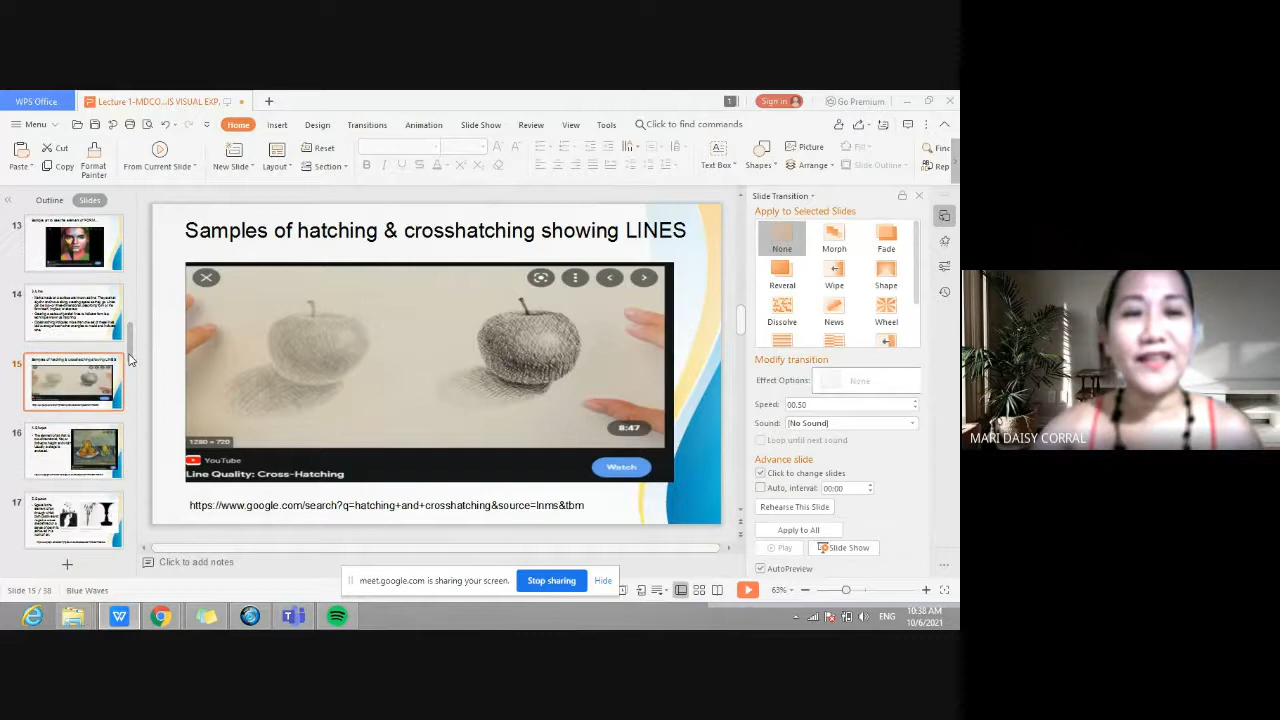 WPS Office
Lecture 1-MDCO...IS VISUAL EXP.
1
Sign in
Go Premium
Menu
Home
Insert
Design
Transitions
Animation
Slide Show
Review
View
Tools
Click to find commands
Paste
Cut
Copy
Format
Painter
From Current Slide
New Slide
Layout
Reset
Section
Text Box
Shapes
Picture
Arrange
Fill
Slide Outline
Outline
Slides
13
14
15
16
17
Samples of hatching & crosshatching showing LINES
8:47
1280 × 720
YouTube
Line Quality: Cross-Hatching
Watch
https://www.google.com/search?q=hatching+and+crosshatching&source=lnms&tbm
Slide Transition
Apply to Selected Slides
None
Morph
Fade
Reveral
Wipe
Shape
Dissolve
News
Wheel
Modify transition
Effect Options:
None
Speed:
00.50
Sound:
[No Sound]
Loop until next sound
Advance slide
Click to change slides
Auto, interval:
00:00
Rehearse This Slide
Apply to All
Play
Slide Show
AutoPreview
Click to add notes
meet.google.com is sharing your screen.
Stop sharing
Hide
Slide 15 / 38
Blue Waves
63%
ENG
10:38 AM
10/6/2021
MARI DAISY CORRAL